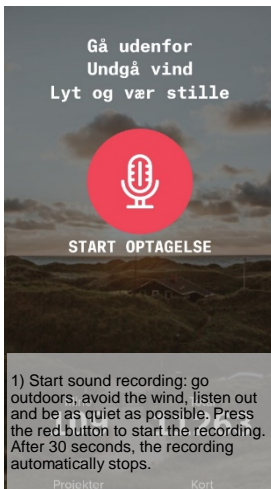 Gå udenfor
Undgå vind
Lyt og vær stille
START OPTAGELSE
1) Start sound recording: go
outdoors, avoid the wind, listen out
and be as quiet as possible. Press
the red button to start the recording.
After 30 seconds, the recording
automatically stops.
Projekter Kort